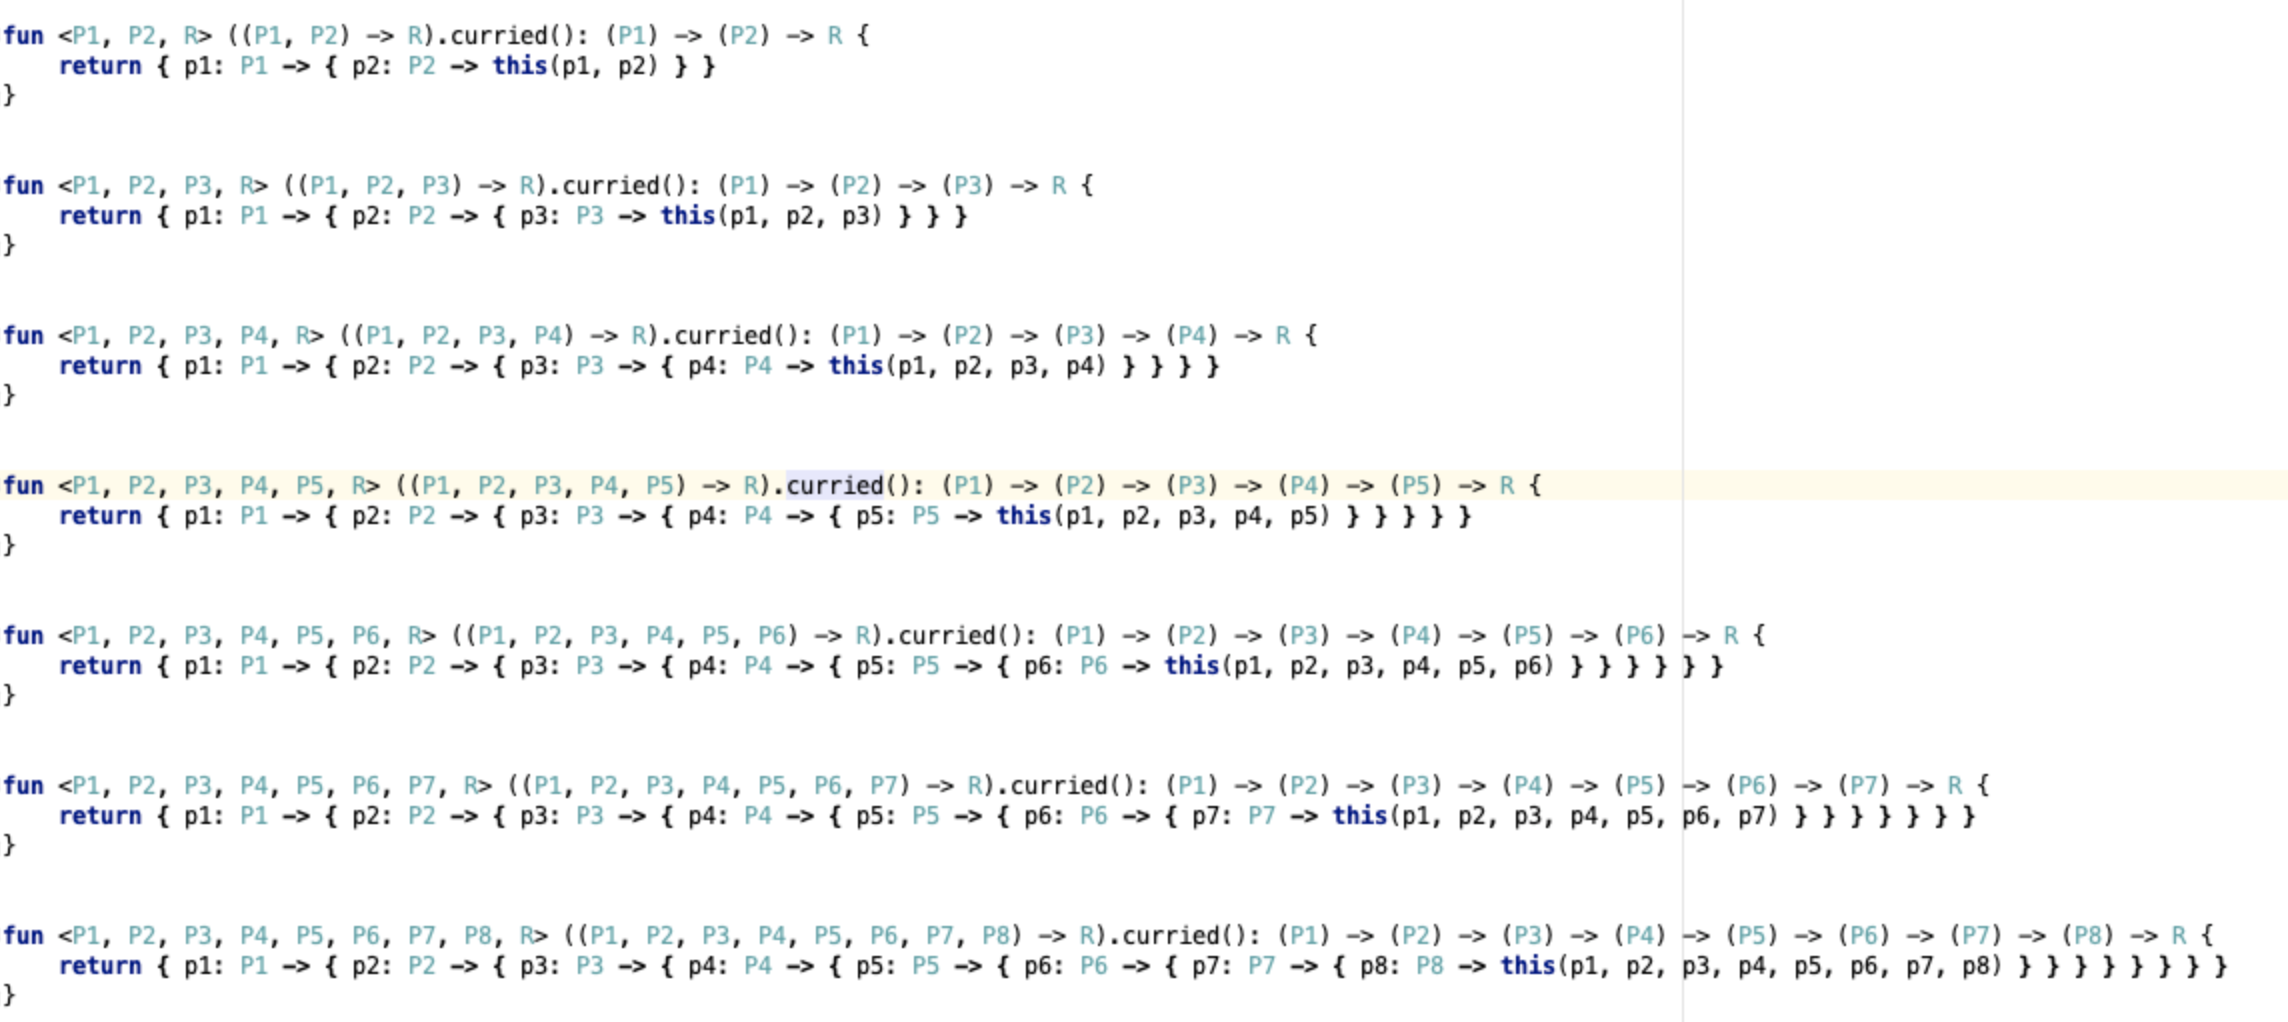 fun <P1, P2, R> ((P1, P2) -> R).curried(): (P1) -> (P2) -> R {
    return { p1: P1 -> { p2: P2 -> this(p1, p2) } }
}
fun <P1, P2, P3, R> ((P1, P2, P3) -> R).curried(): (P1) -> (P2) -> (P3) -> R {
    return { p1: P1 -> { p2: P2 -> { p3: P3 -> this(p1, p2, p3) } } }
}
fun <P1, P2, P3, P4, R> ((P1, P2, P3, P4) -> R).curried(): (P1) -> (P2) -> (P3) -> (P4) -> R {
    return { p1: P1 -> { p2: P2 -> { p3: P3 -> { p4: P4 -> this(p1, p2, p3, p4) } } } }
}
fun <P1, P2, P3, P4, P5, R> ((P1, P2, P3, P4, P5) -> R).curried(): (P1) -> (P2) -> (P3) -> (P4) -> (P5) -> R {
    return { p1: P1 -> { p2: P2 -> { p3: P3 -> { p4: P4 -> { p5: P5 -> this(p1, p2, p3, p4, p5) } } } } }
}
fun <P1, P2, P3, P4, P5, P6, R> ((P1, P2, P3, P4, P5, P6) -> R).curried(): (P1) -> (P2) -> (P3) -> (P4) -> (P5) -> (P6) -> R {
    return { p1: P1 -> { p2: P2 -> { p3: P3 -> { p4: P4 -> { p5: P5 -> { p6: P6 -> this(p1, p2, p3, p4, p5, p6) } } } } } }
}
fun <P1, P2, P3, P4, P5, P6, P7, R> ((P1, P2, P3, P4, P5, P6, P7) -> R).curried(): (P1) -> (P2) -> (P3) -> (P4) -> (P5) -> (P6) -> (P7) -> R {
    return { p1: P1 -> { p2: P2 -> { p3: P3 -> { p4: P4 -> { p5: P5 -> { p6: P6 -> { p7: P7 -> this(p1, p2, p3, p4, p5, p6, p7) } } } } } } }
}
fun <P1, P2, P3, P4, P5, P6, P7, P8, R> ((P1, P2, P3, P4, P5, P6, P7, P8) -> R).curried(): (P1) -> (P2) -> (P3) -> (P4) -> (P5) -> (P6) -> (P7) -> (P8) -> R {
    return { p1: P1 -> { p2: P2 -> { p3: P3 -> { p4: P4 -> { p5: P5 -> { p6: P6 -> { p7: P7 -> { p8: P8 -> this(p1, p2, p3, p4, p5, p6, p7, p8) } } } } } } } }
}